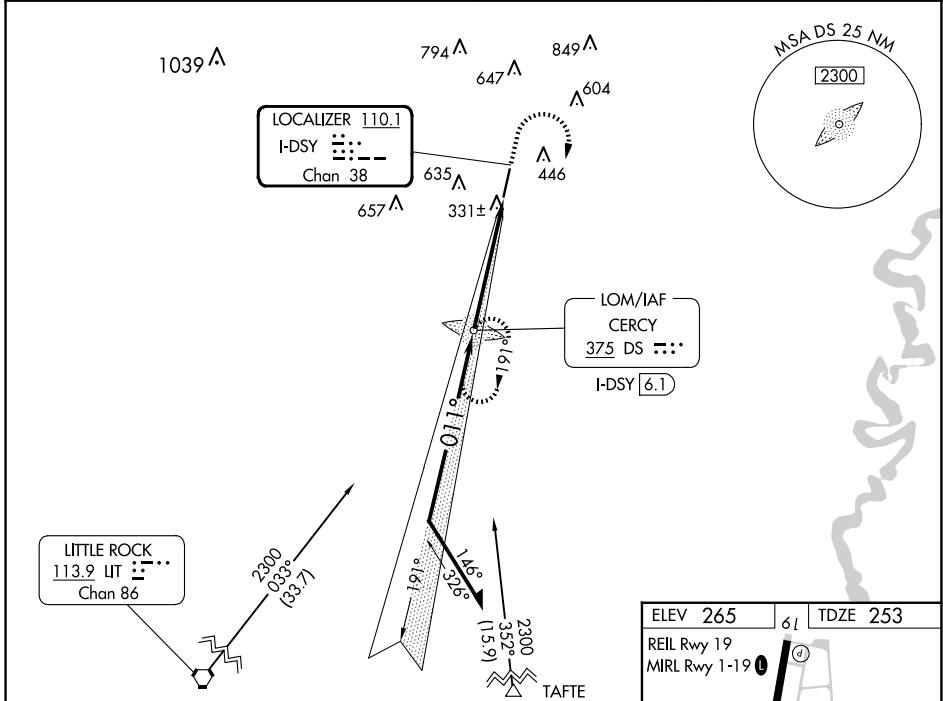 1039
794
849
647
604
MSA DS 25 NM
2300
LOCALIZER 110.1
I-DSY
Chan 38
635
446
657
331±
LOM/IAF
CERCY
375 DS
I-DSY 6.1
191°
011°
LITTLE ROCK
113.9 LIT
Chan 86
2300
033°
(33.7)
191°
146°
326°
2300
352°
(15.9)
TAFTE
ELEV 265
19
TDZE 253
REIL Rwy 19
MIRL Rwy 1-19 L
P